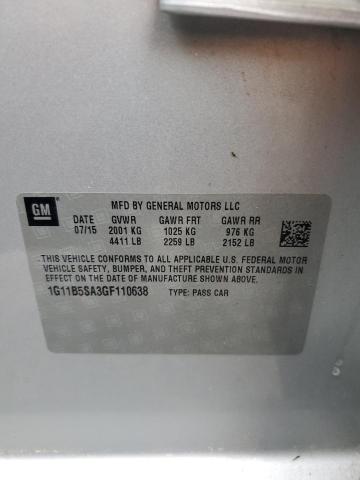 GM
MFD BY GENERAL MOTORS LLC
DATE GVWR GAWR FRT GAWR RR
07/15 2001 KG 1025 KG 976 KG
4411 LB 2259 LB 2152 LB
THIS VEHICLE CONFORMS TO ALL APPLICABLE U.S. FEDERAL MOTOR
VEHICLE SAFETY, BUMPER, AND THEFT PREVENTION STANDARDS IN
EFFECT ON THE DATE OF MANUFACTURE SHOWN ABOVE.
1G11B5SA3GF110638 TYPE: PASS CAR